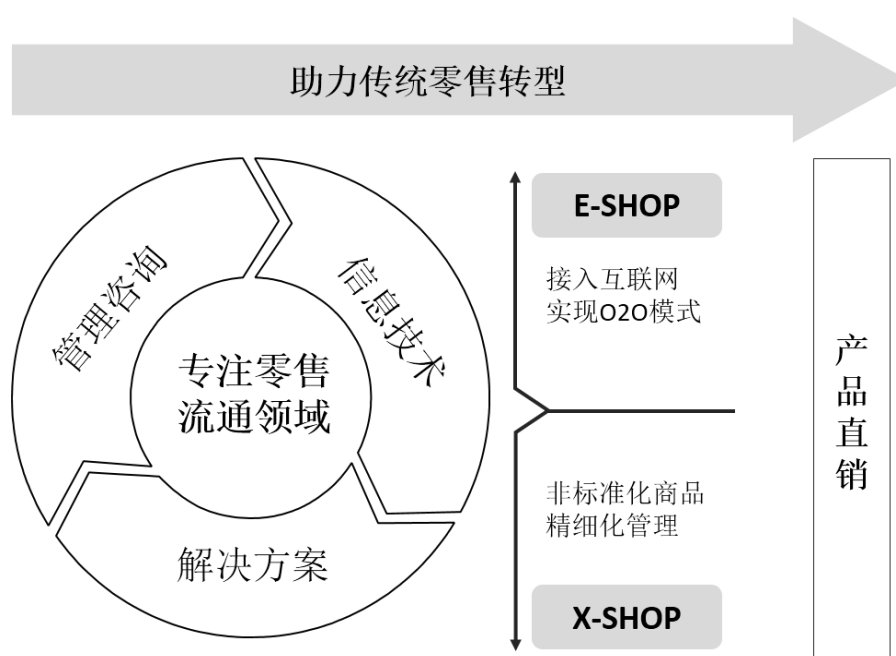 助力传统零售转型
管理咨询
信息技术
专注零售
流通领域
解决方案
E-SHOP
接入互联网
实现O2O模式
非标准化商品
精细化管理
X-SHOP
产品直销